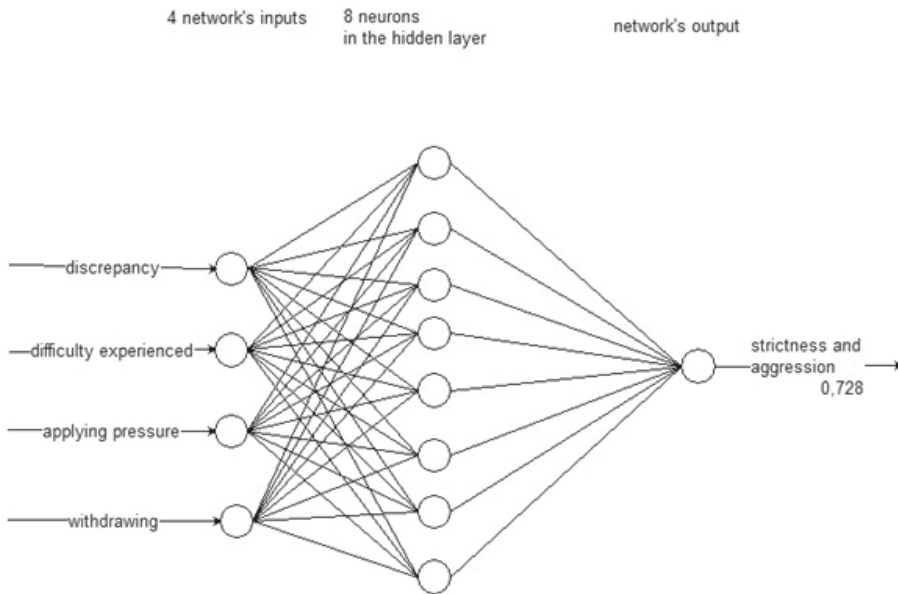 4 network's inputs
8 neurons
in the hidden layer
network's output
discrepancy
difficulty experienced
applying pressure
withdrawing
strictness and
aggression
0,728